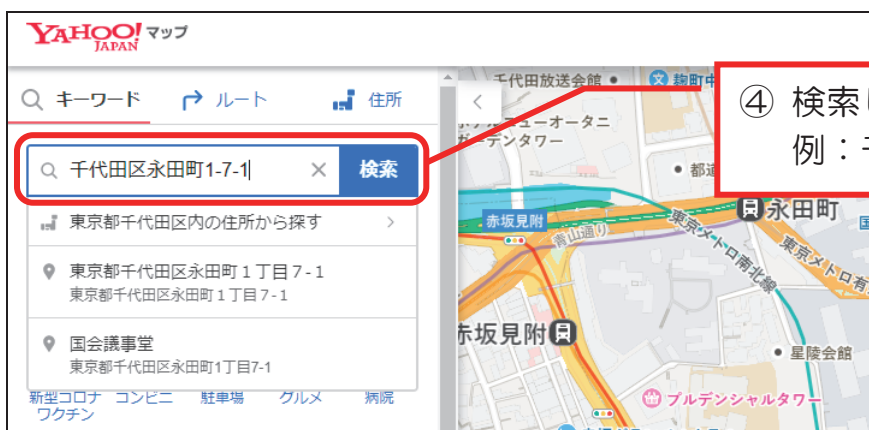 YAHOO! マップ
JAPAN
キーワード ルート 住所
千代田区永田町1-7-1 検索
東京都千代田区内の住所から探す
東京都千代田区永田町1丁目7-1
東京都千代田区永田町1丁目7-1
国会議事堂
東京都千代田区永田町1丁目7-1
新型コロナ コンビニ 駐車場 グルメ 病院
ワクチン
④ 検索
例：
千代田放送会館
麹町中
ニューオータニ
ガーデンタワー
赤坂見附
青山通り
永田町
東京メトロ南北線
東京メトロ有
赤坂見附
星陵会館
プルデンシャルタワー